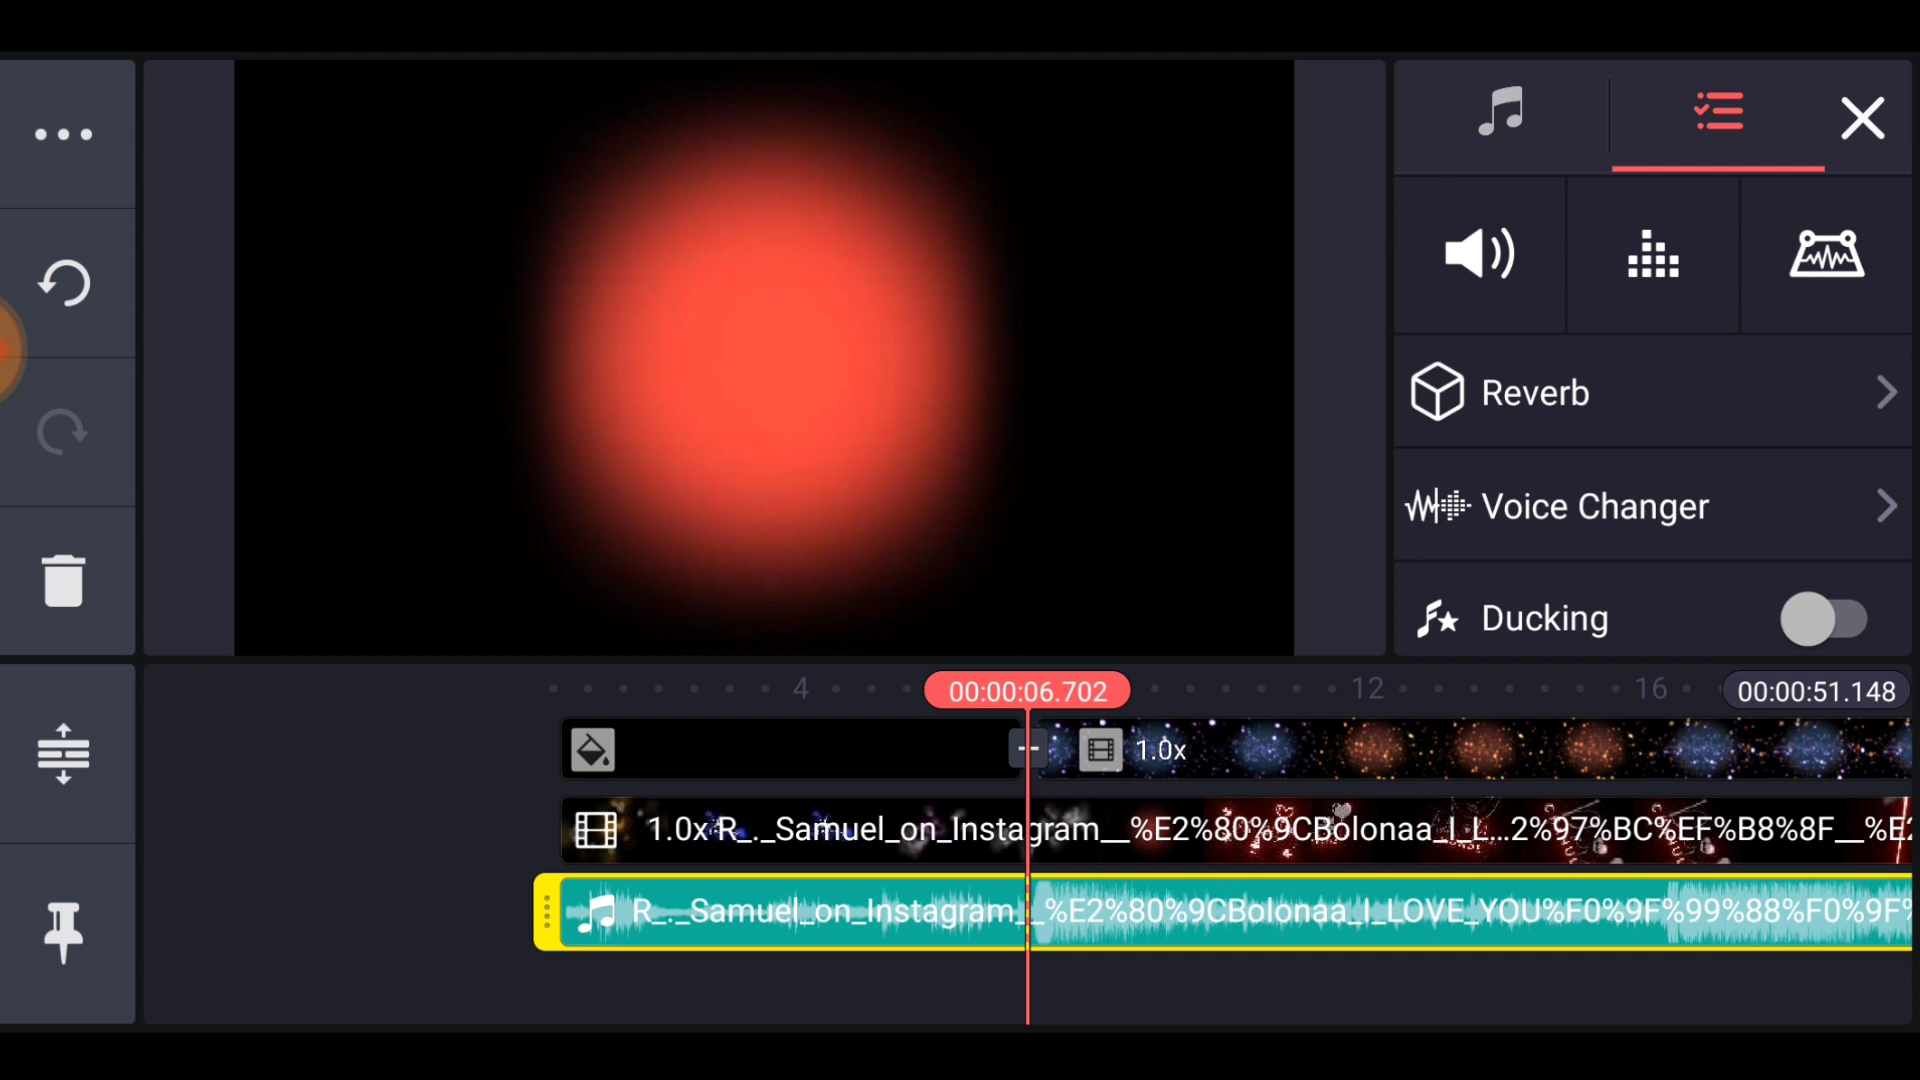 Reverb
Voice Changer
Ducking
4
00:00:06.702
12
16
00:00:51.148
1.0x
1.0x R_._Samuel_on_Instagram__%E2%80%9CBolonaa_I_L...2%97%BC%EF%B8%8F__%E2
R_._Samuel_on_Instagram__%E2%80%9CBolonaa_I_LOVE_YOU%F0%9F%99%88%F0%9F%